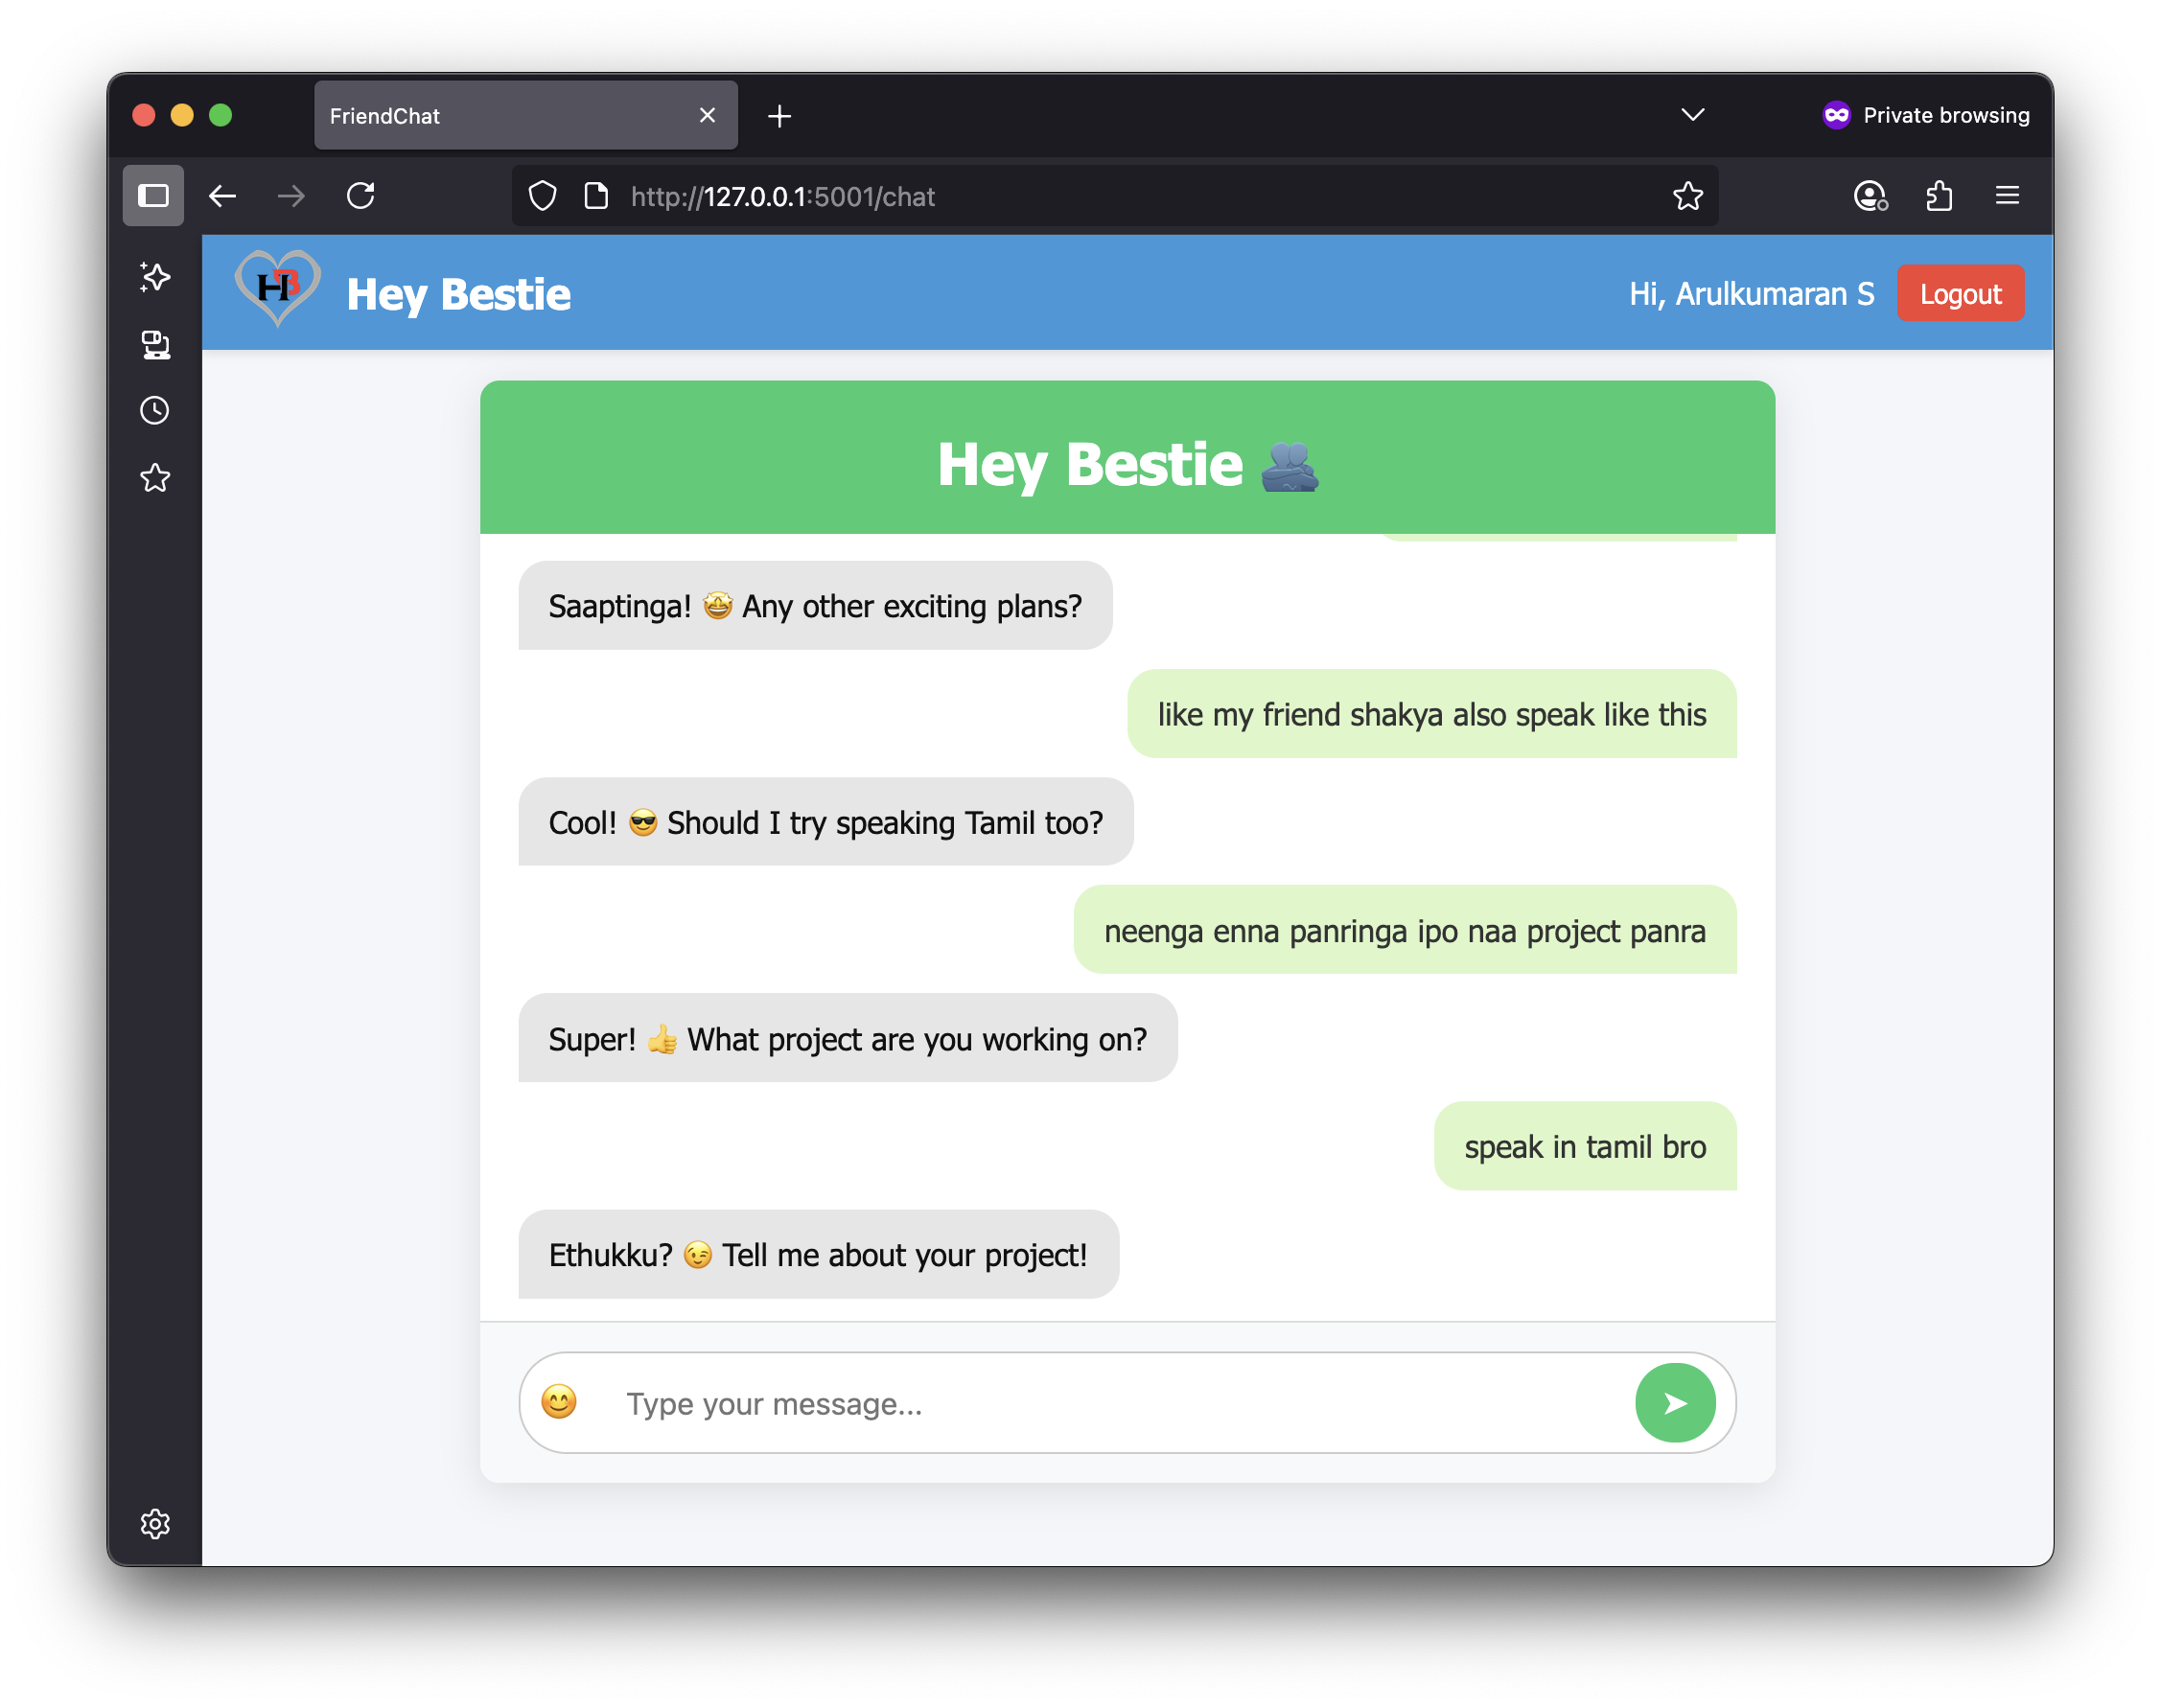 FriendChat
Private browsing
http://127.0.0.1:5001/chat
HB
Hey Bestie
Hi, Arulkumaran S
Logout
Hey Bestie 🫂
Saaptinga! 🤩 Any other exciting plans?
like my friend shakya also speak like this
Cool! 😎 Should I try speaking Tamil too?
neenga enna panringa ipo naa project panra
Super! 👍 What project are you working on?
speak in tamil bro
Ethukku? 😉 Tell me about your project!
Type your message...